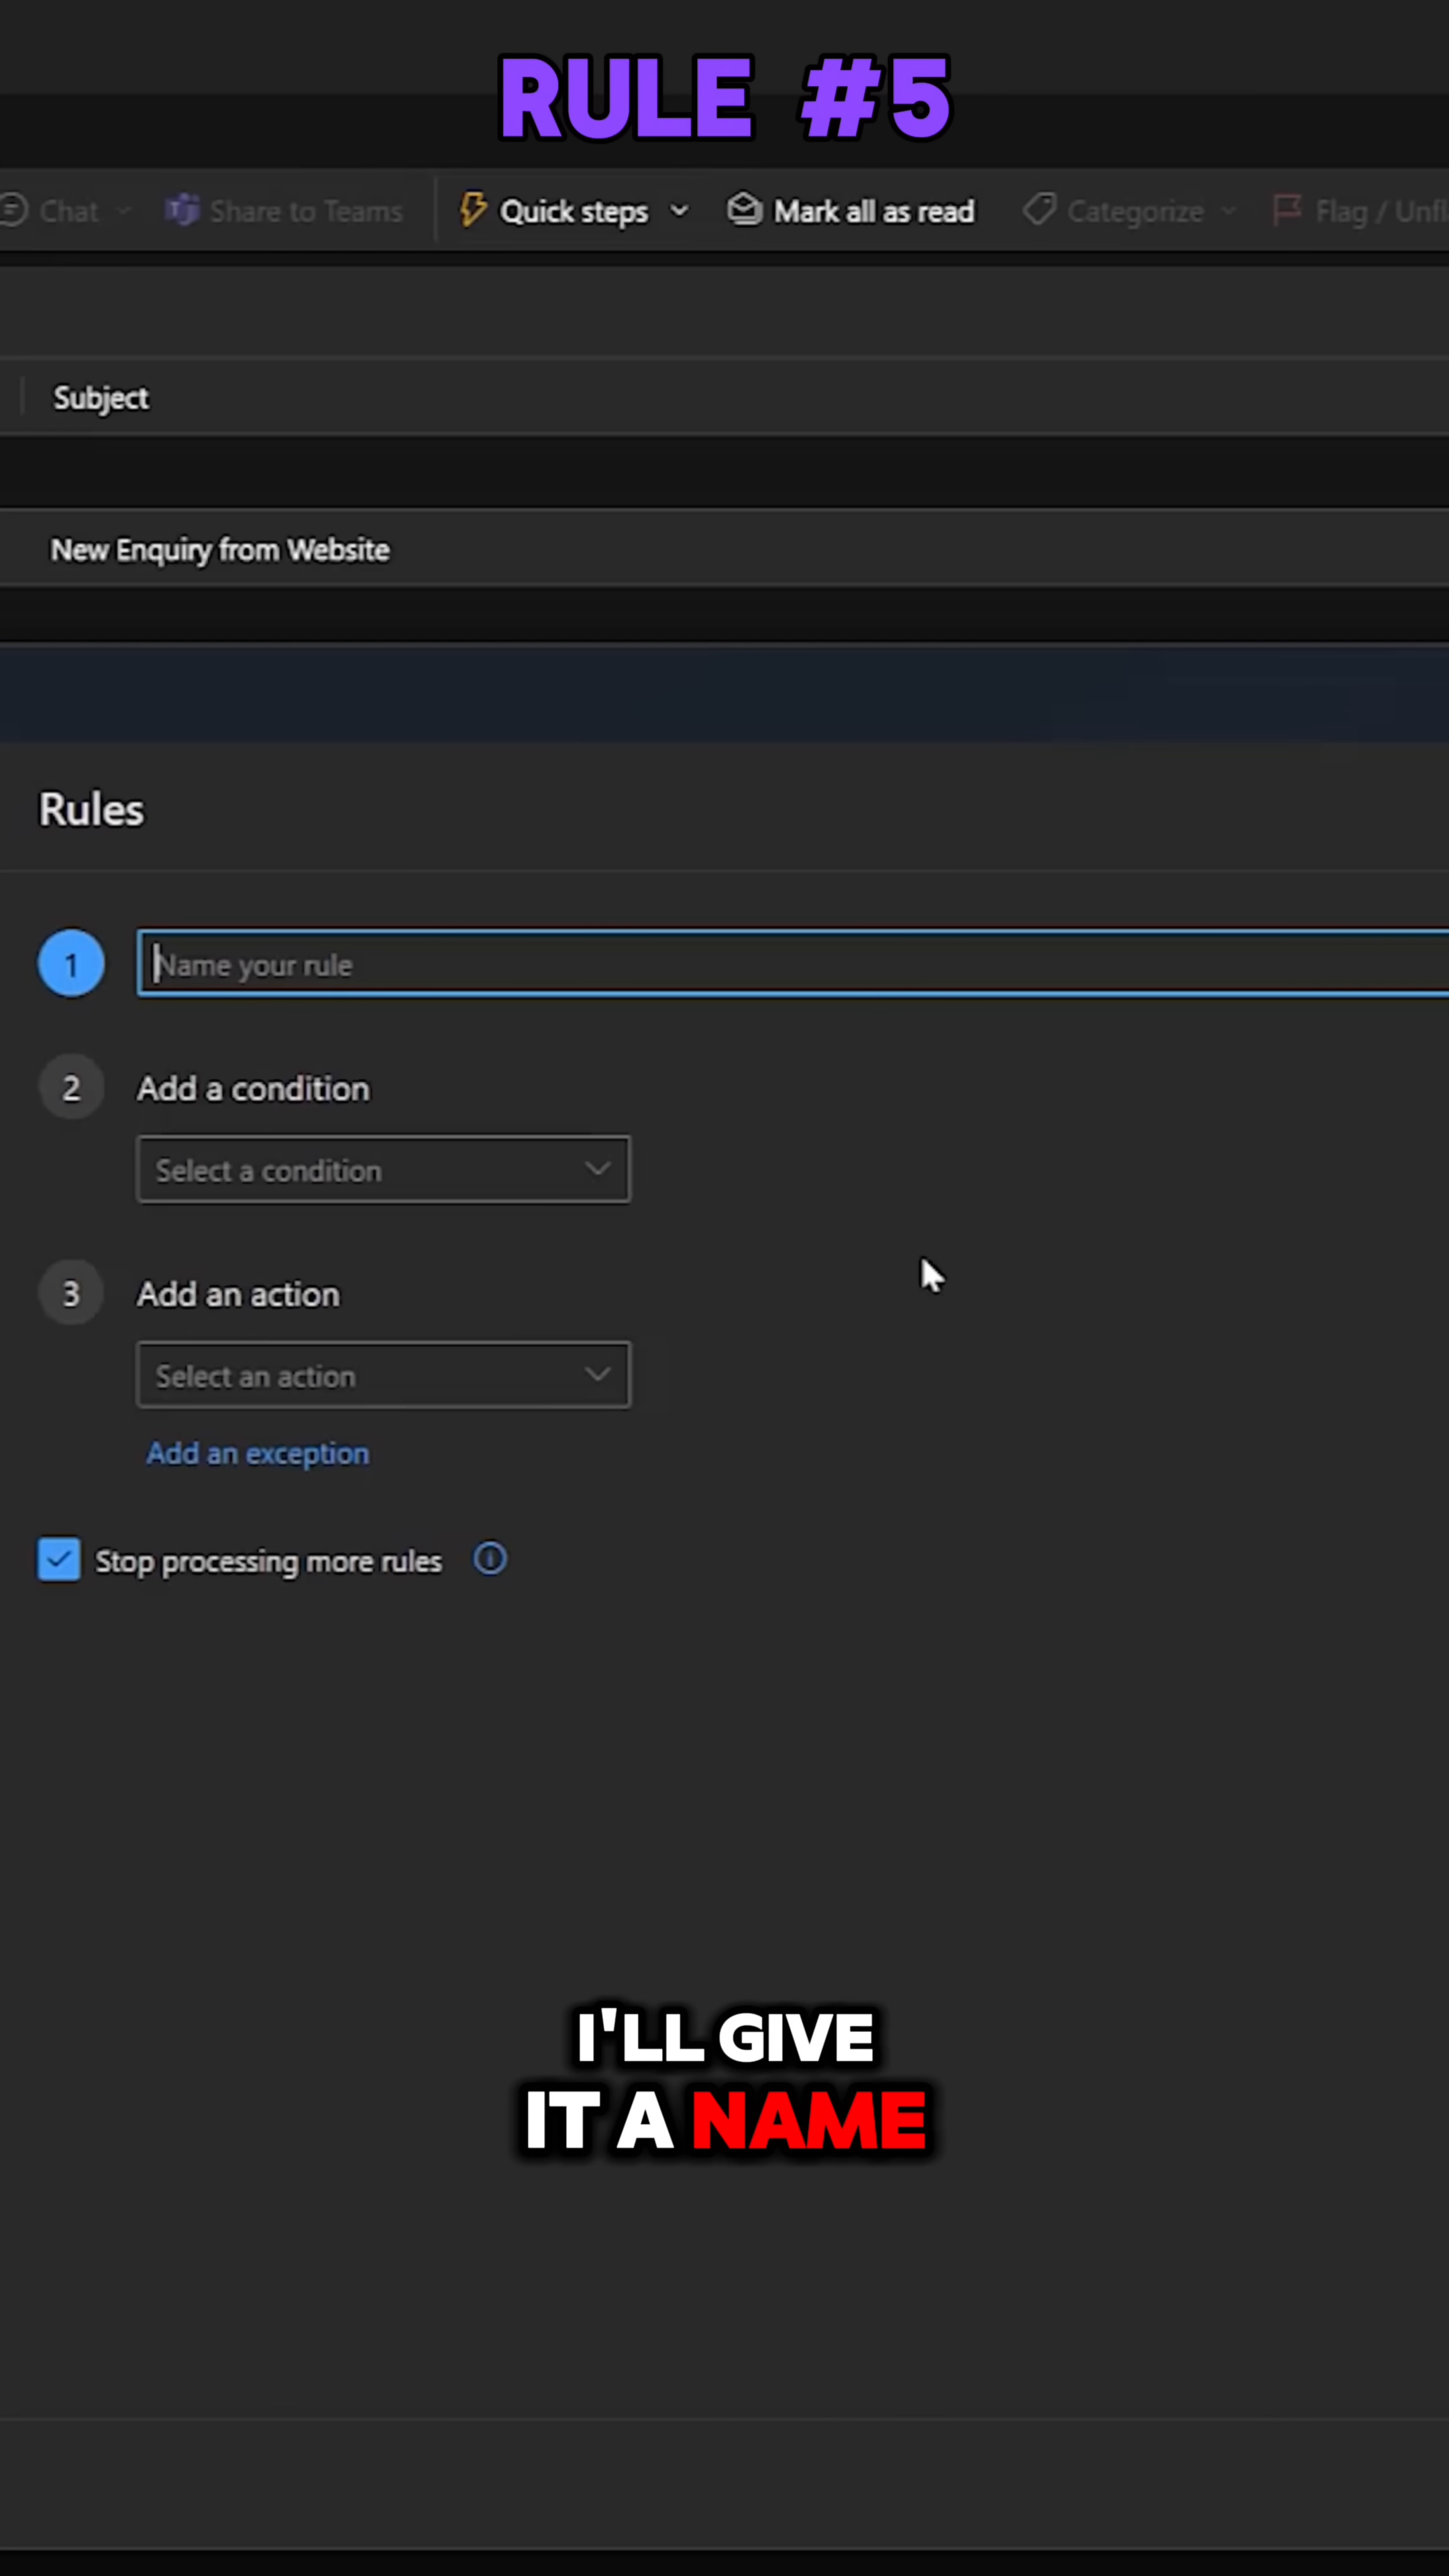 RULE #5
Chat Share to Teams Quick steps Mark all as read Categorize Flag / Unfl
Subject
New Enquiry from Website
Rules
1 Name your rule
2 Add a condition
Select a condition
3 Add an action
Select an action
Add an exception
Stop processing more rules
I'LL GIVE
IT A NAME